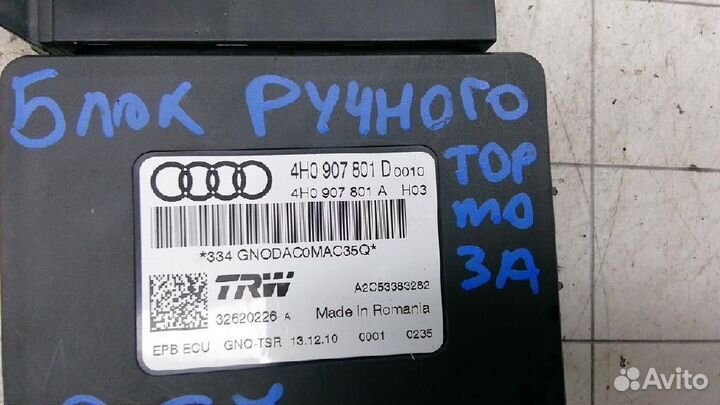 Блок РУЧНОГО
ТОР
МО
ЗА
4H0 907 801 D 0010
4H0 907 801 A H03
*334 GNODAC0MAC35Q*
TRW
A2C53383262
32620226 A
Made in Romania
EPB ECU GNO-TSR 13.12.10 0001 0235
Avito